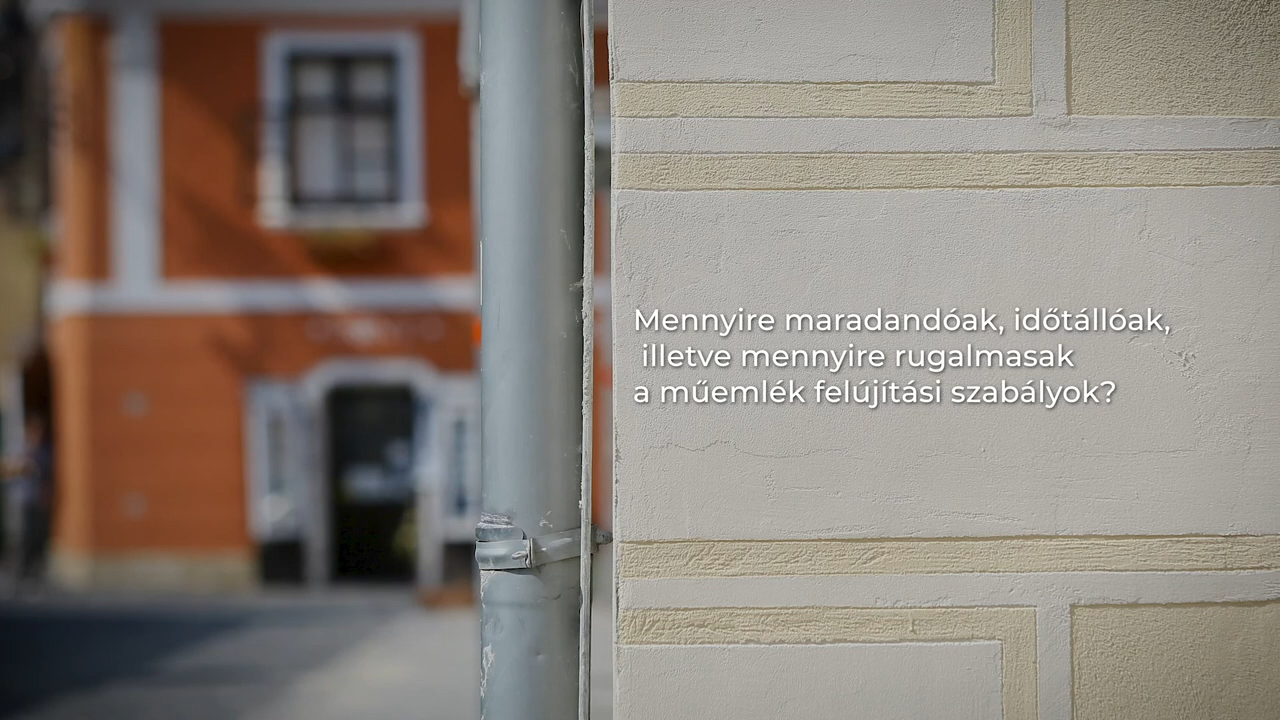 Mennyire maradandóak, időtállóak,
illetve mennyire rugalmasak
a műemlék felújítási szabályok?